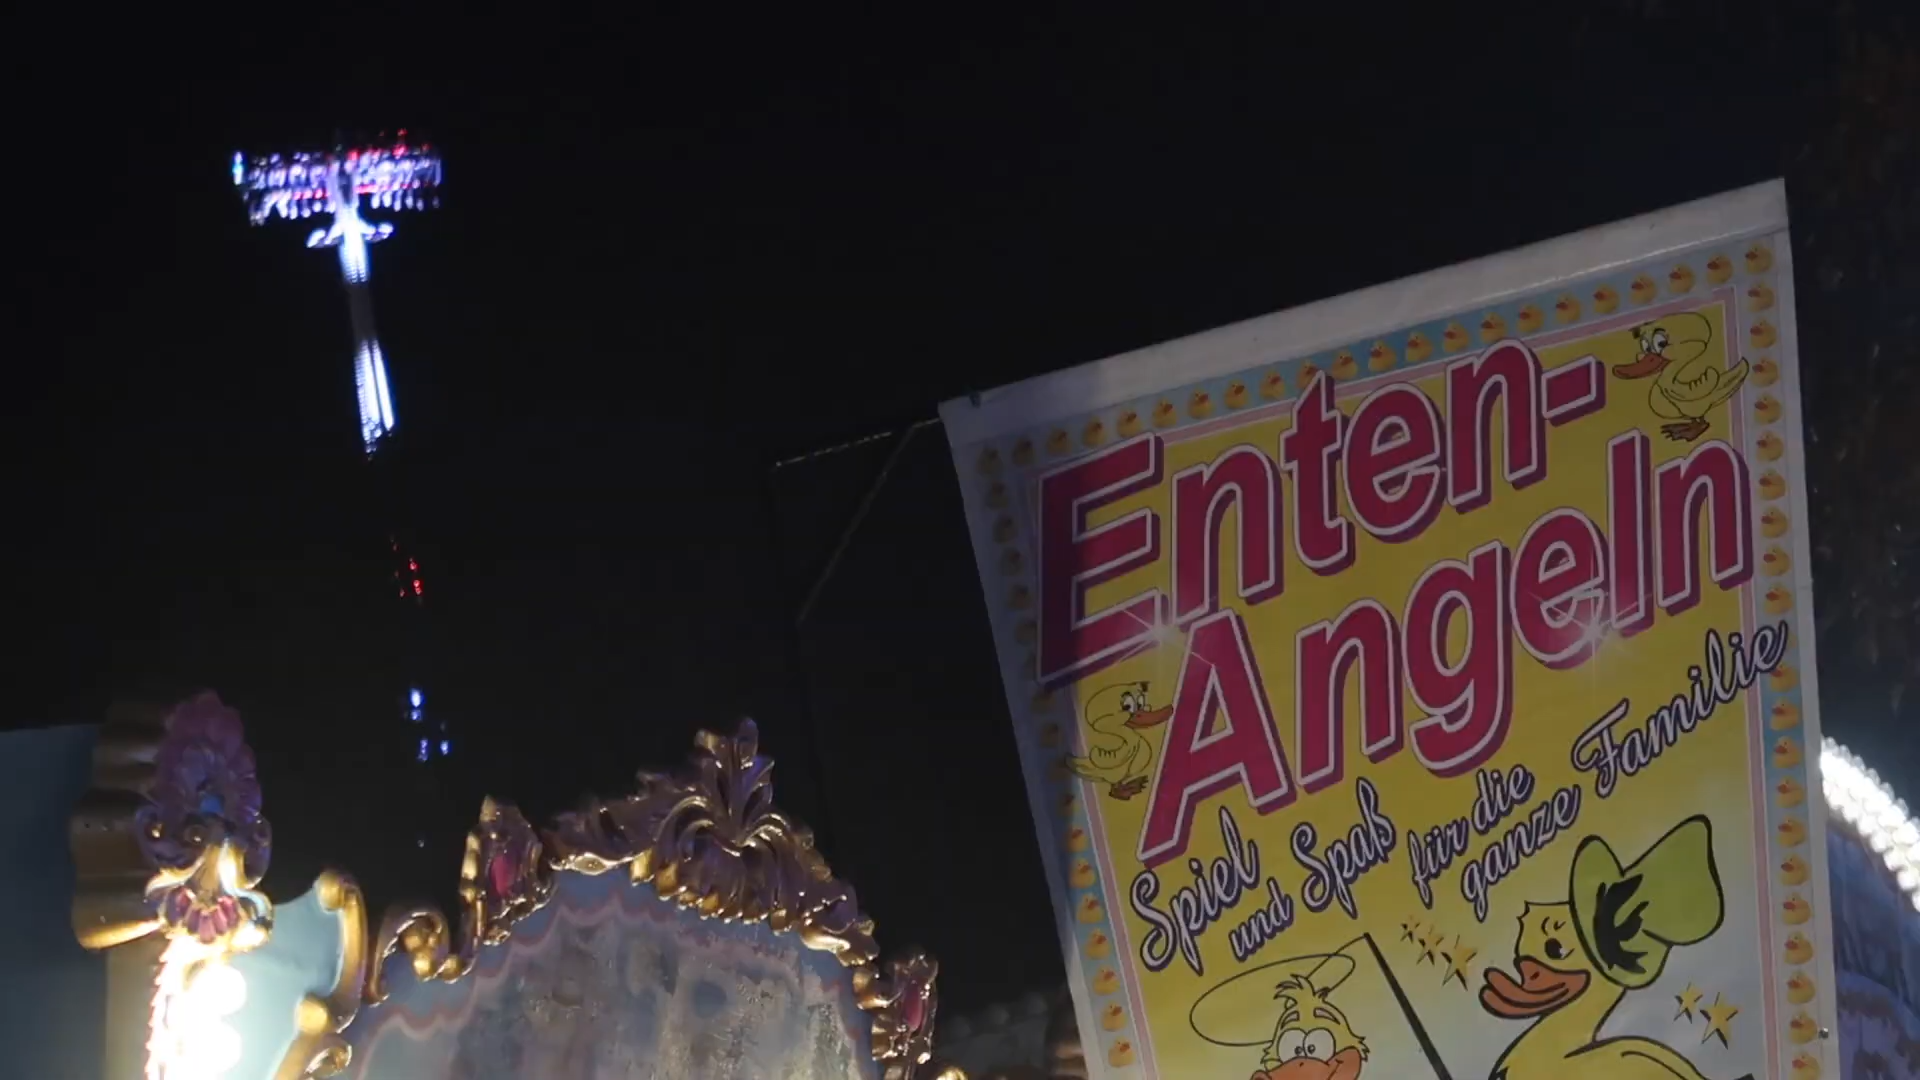 Enten-
Angeln
Spiel
und Spaß
für die
ganze Familie